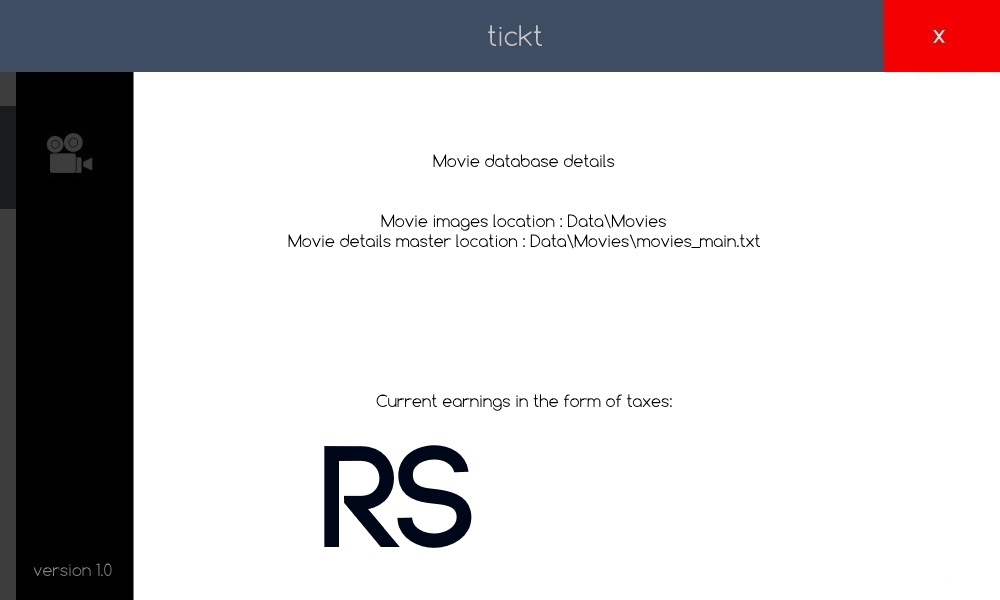 tickt
x
Movie database details
Movie images location : Data\Movies
Movie details master location : Data\Movies\movies_main.txt
Current earnings in the form of taxes:
RS
version 1.0